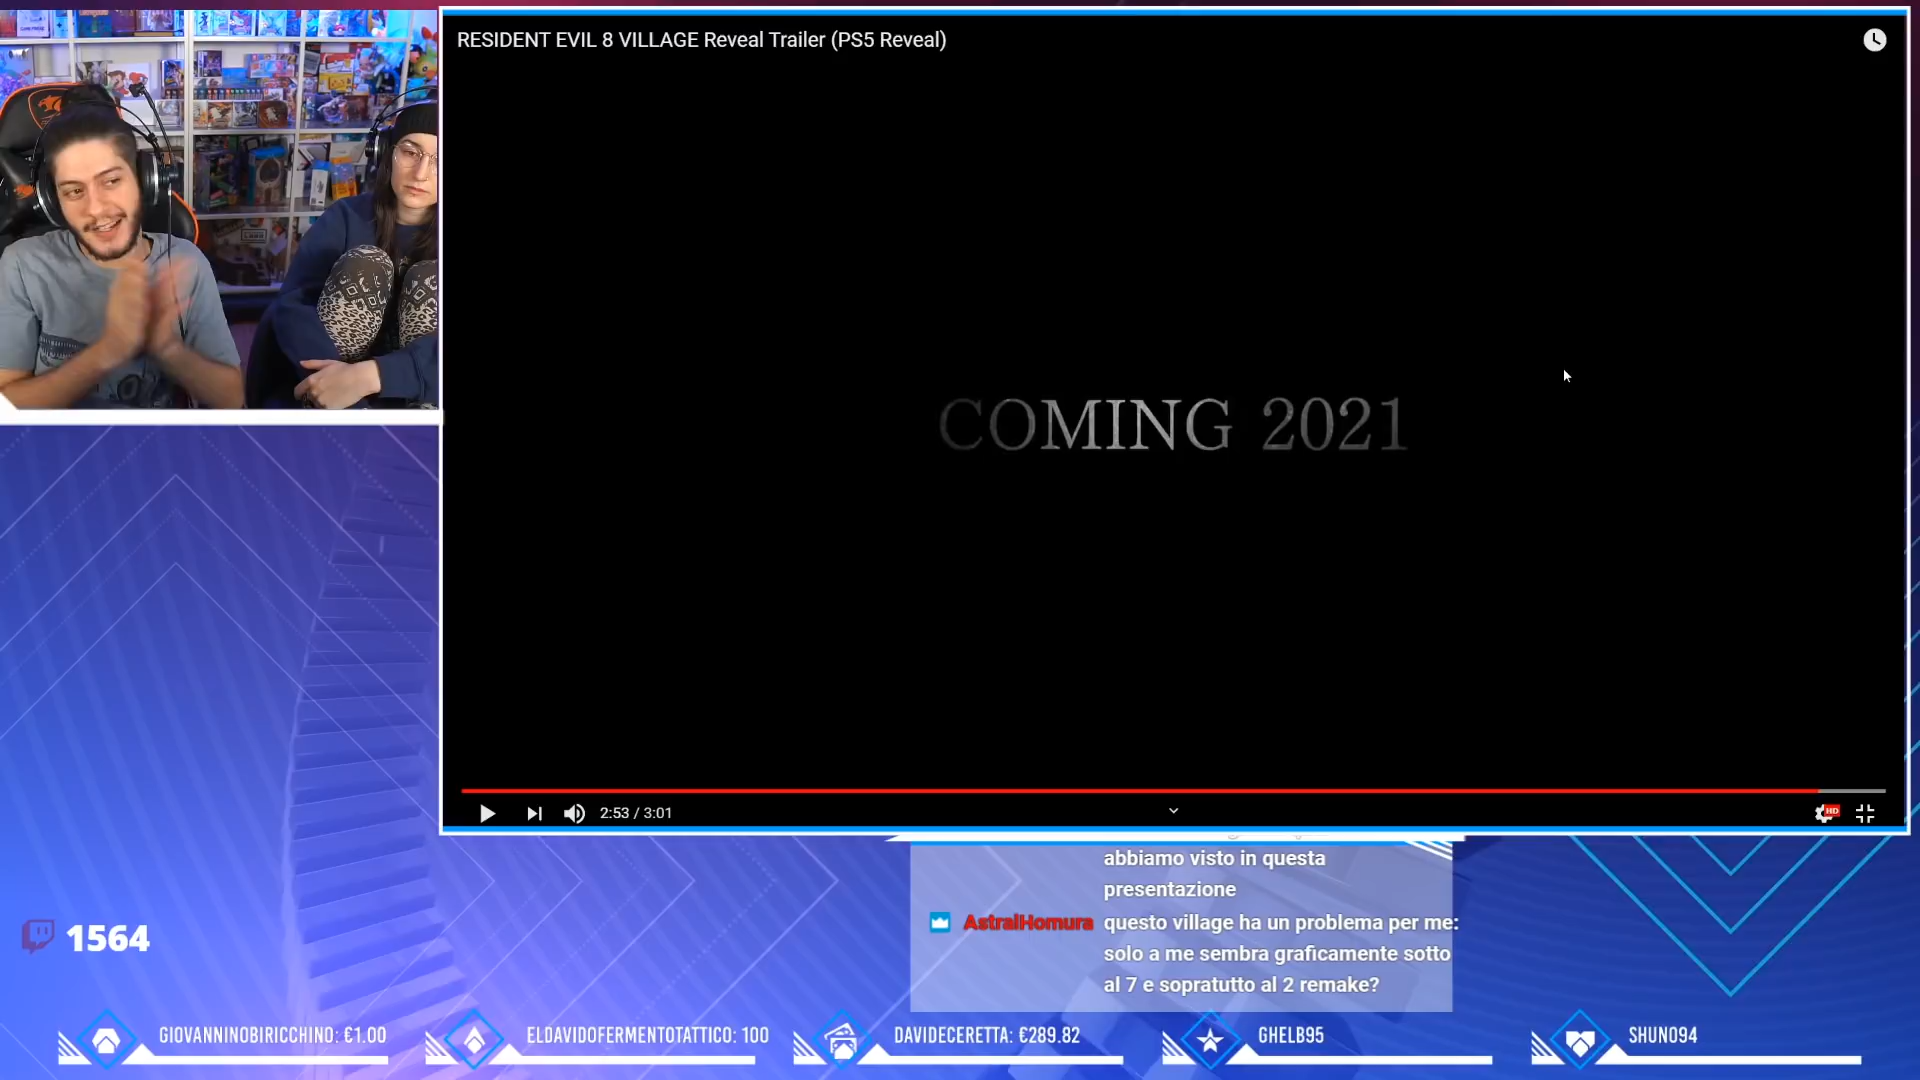 RESIDENT EVIL 8 VILLAGE Reveal Trailer (PS5 Reveal)
COMING 2021
2:53 / 3:01
HD
abbiamo visto in questa
presentazione
AstralHomura questo village ha un problema per me:
solo a me sembra graficamente sotto
al 7 e sopratutto al 2 remake?
1564
GIOVANNINOBIRICCHINO: €1.00
ELDAVIDOFERMENTOTATTICO: 100
DAVIDECERETTA: €289.82
GHELB95
SHUNO94